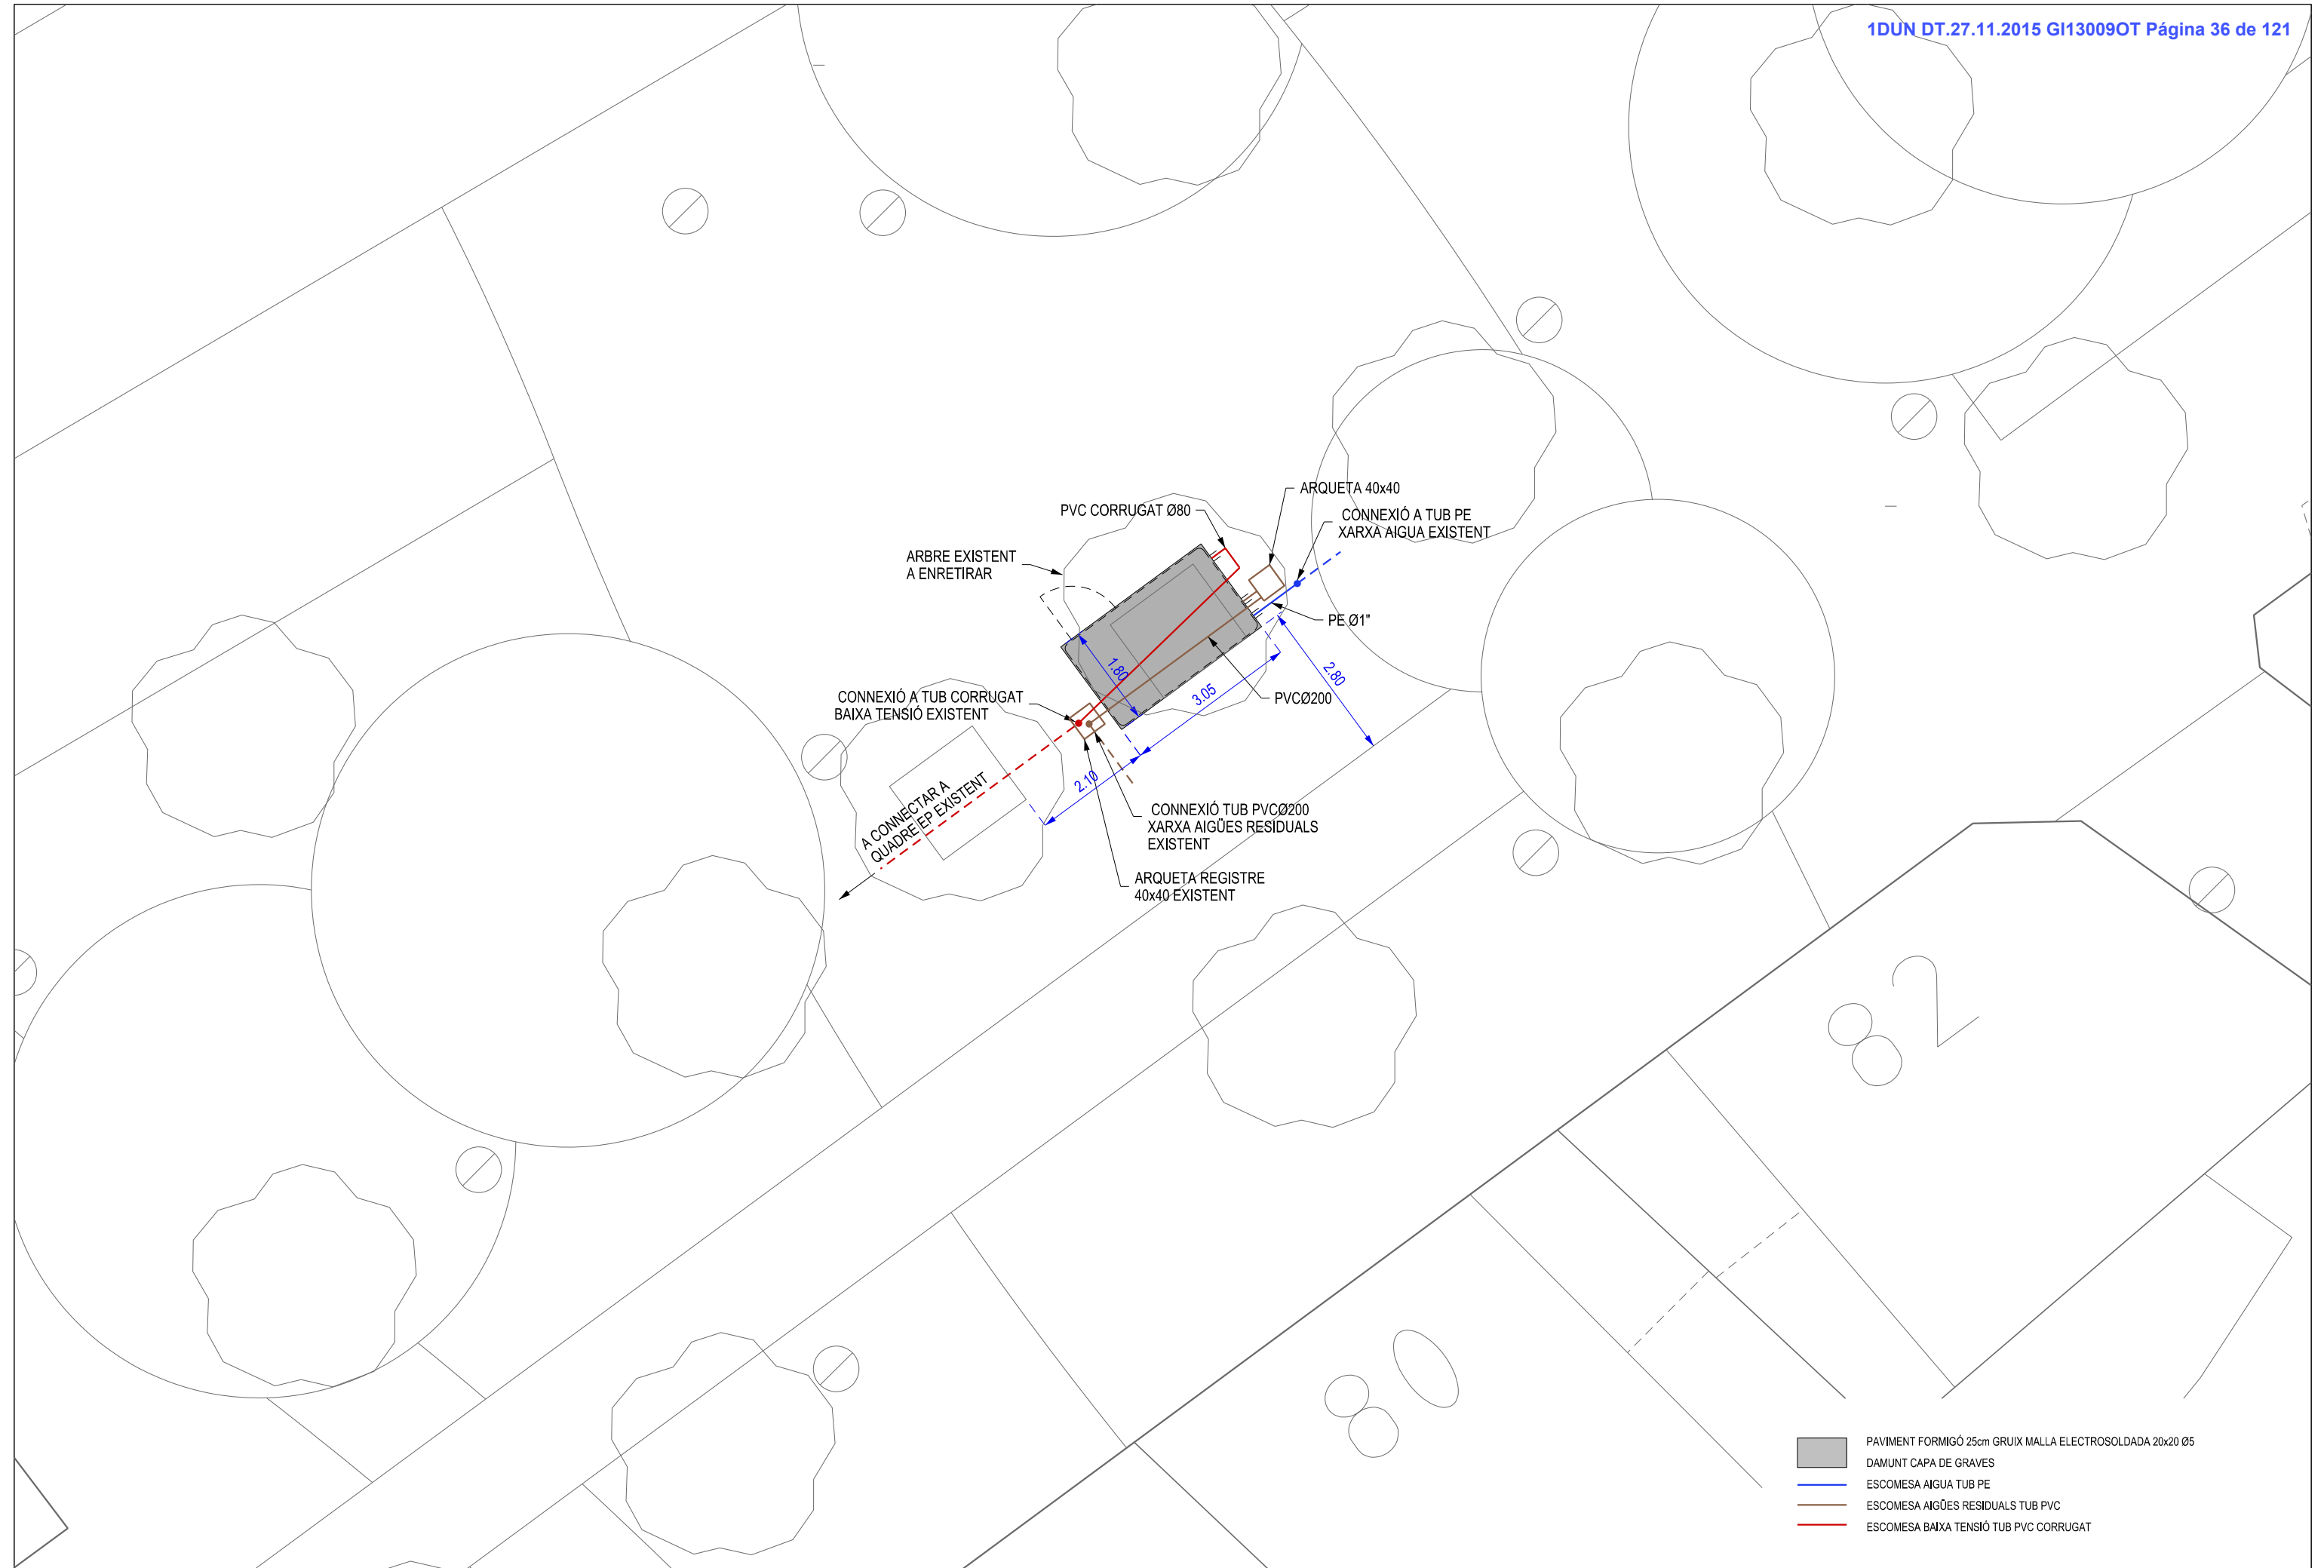 1DUN DT.27.11.2015 GI13009OT Página 36 de 121
ARQUETA 40x40
PVC CORRUGAT Ø80
CONNEXIÓ A TUB PE
XARXA AIGUA EXISTENT
ARBRE EXISTENT
A ENRETIRAR
PE Ø1"
1.80
3.05
2.80
PVCØ200
CONNEXIÓ A TUB CORRUGAT
BAIXA TENSIÓ EXISTENT
2.10
A CONNECTAR A
QUADRE EP EXISTENT
CONNEXIÓ TUB PVCØ200
XARXA AIGÜES RESIDUALS
EXISTENT
ARQUETA REGISTRE
40x40 EXISTENT
82
80
PAVIMENT FORMIGÓ 25cm GRUIX MALLA ELECTROSOLDADA 20x20 Ø5
DAMUNT CAPA DE GRAVES
ESCOMESA AIGUA TUB PE
ESCOMESA AIGÜES RESIDUALS TUB PVC
ESCOMESA BAIXA TENSIÓ TUB PVC CORRUGAT